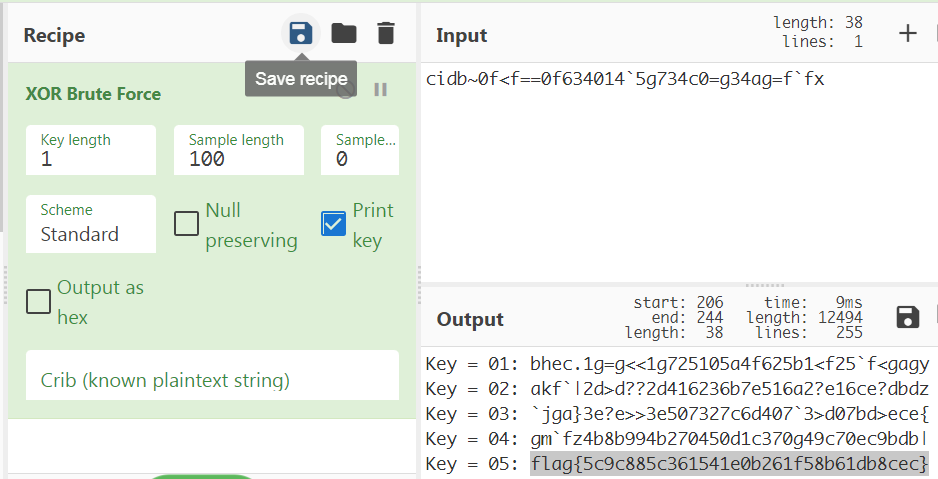 Recipe
Save recipe
XOR Brute Force
Key length
1
Sample length
100
Sample...
0
Scheme
Standard
Null
preserving
Print
key
Output as
hex
Crib (known plaintext string)
Input
length: 38
lines: 1
cidb~0f<f==0f634014`5g734c0=g34ag=f`fx
Output
start: 206
end: 244
length: 38
time: 9ms
length: 12494
lines: 255
Key = 01: bhec.1g=g<<1g725105a4f625b1<f25`f<gagy
Key = 02: akf`|2d>d??2d416236b7e516a2?e16ce?dbdz
Key = 03: `jga}3e?e>>3e507327c6d407`3>d07bd>ece{
Key = 04: gm`fz4b8b994b270450d1c370g49c70ec9bdb|
Key = 05: flag{5c9c885c361541e0b261f58b61db8cec}